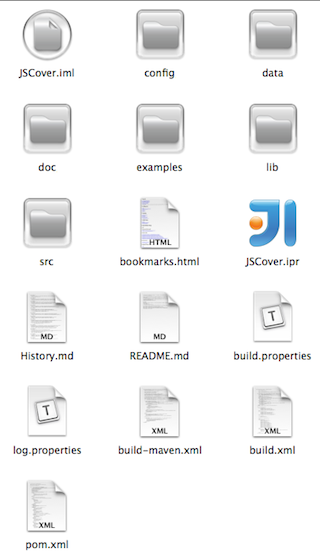 JSCover.iml
config
data
doc
examples
lib
src
HTML
bookmarks.html
JSCover.ipr
MD
History.md
MD
README.md
T
build.properties
T
log.properties
XML
build-maven.xml
XML
build.xml
XML
pom.xml